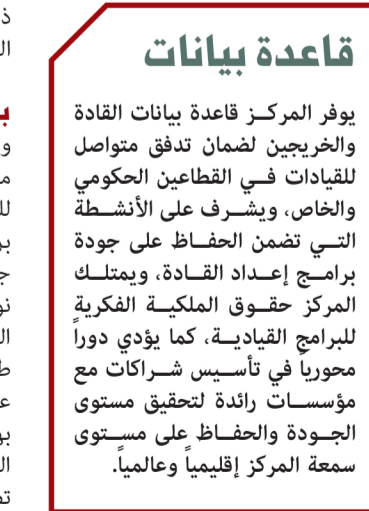 قاعدة بيانات
يوفر المركز قاعدة بيانات القادة
والخريجين لضمان تدفق متواصل
للقيادات في القطاعين الحكومي
والخاص، ويشرف على الأنشطة
التي تضمن الحفاظ على جودة
برامج إعداد القادة، ويمتلك
المركز حقوق الملكية الفكرية
للبرامج القيادية، كما يؤدي دوراً
محورياً في تأسيس شراكات مع
مؤسسات رائدة لتحقيق مستوى
الجودة والحفاظ على مستوى
سمعة المركز إقليمياً وعالمياً.